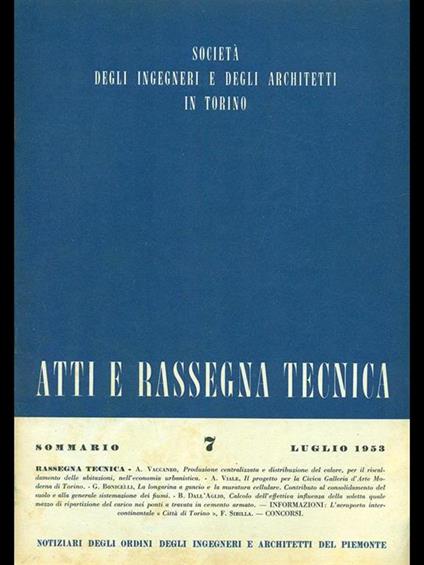 SOCIETÀ
DEGLI INGEGNERI E DEGLI ARCHITETTI
IN TORINO
ATTI E RASSEGNA TECNICA
SOMMARIO 7 LUGLIO 1953
RASSEGNA TECNICA - A. VACCANEO, Produzione centralizzata e distribuzione del calore, per il riscal-
damento delle abitazioni, nell'economia urbanistica. - A. VIALE, Il progetto per la Civica Galleria d'Arte Mo-
derna di Torino. - G. BONICELLI, La longarina a gancio e la muratura cellulare. Contributo al consolidamento del
suolo e alla generale sistemazione dei fiumi. - B. DALL'AGLIO, Calcolo dell'effettiva influenza della soletta quale
mezzo di ripartizione del carico nei ponti a travata in cemento armato. — INFORMAZIONI: L'aeroporto inter-
continentale « Città di Torino », F. SIBILLA. — CONCORSI.
NOTIZIARI DEGLI ORDINI DEGLI INGEGNERI E ARCHITETTI DEL PIEMONTE